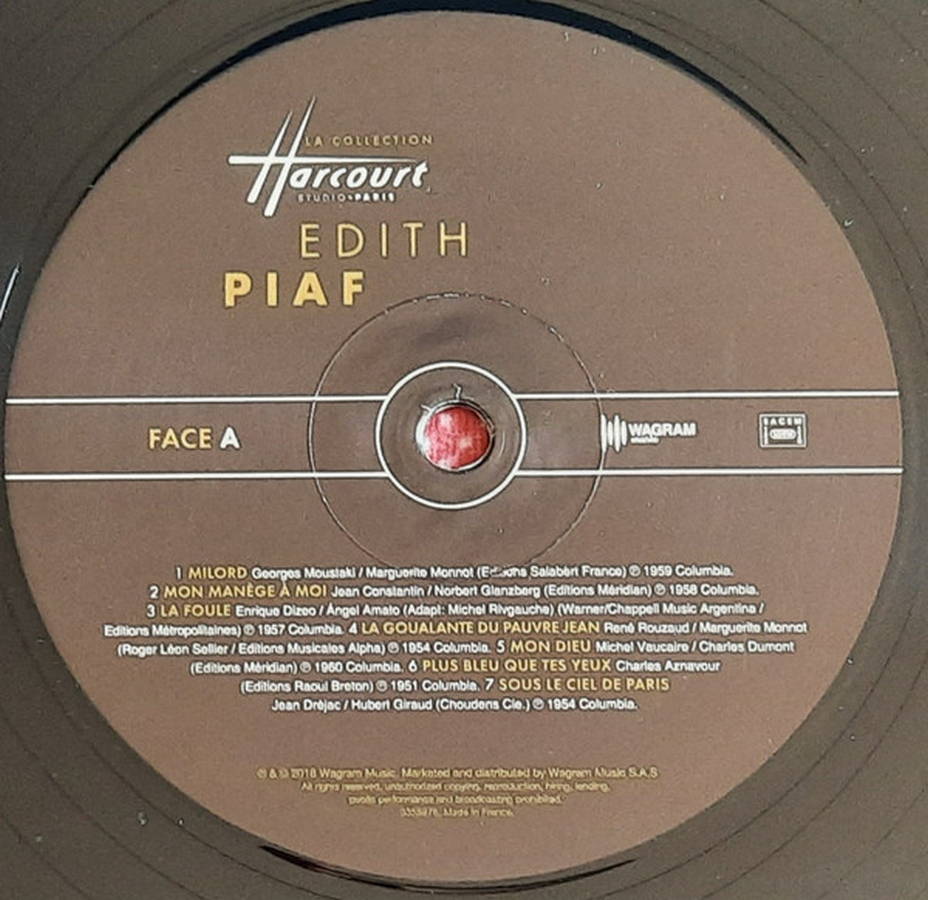 LA COLLECTION
Harcourt
STUDIO•PARIS
EDITH
PIAF
FACE A
WAGRAM
SACEM
1 MILORD Georges Moustaki / Marguerite Monnot (Editions Salabert France) ℗ 1959 Columbia.
2 MON MANÈGE À MOI Jean Constantin / Norbert Glanzberg (Editions Méridian) ℗ 1958 Columbia.
3 LA FOULE Enrique Dizeo / Ángel Amato (Adapt: Michel Rivgauche) (Warner/Chappell Music Argentina /
Editions Métropolitaines) ℗ 1957 Columbia. 4 LA GOUALANTE DU PAUVRE JEAN René Rouzaud / Marguerite Monnot
(Roger Léon Sellier / Editions Musicales Alpha) ℗ 1954 Columbia. 5 MON DIEU Michel Vaucaire / Charles Dumont
(Editions Méridian) ℗ 1960 Columbia. 6 PLUS BLEU QUE TES YEUX Charles Aznavour
(Editions Raoul Breton) ℗ 1951 Columbia. 7 SOUS LE CIEL DE PARIS
Jean Dréjac / Hubert Giraud (Choudens Cie.) ℗ 1954 Columbia.
℗ & © 2018 Wagram Music. Marketed and distributed by Wagram Music S.A.S
All rights reserved, unauthorized copying, reproduction, hiring, lending,
public performance and broadcasting prohibited.
Made in France.